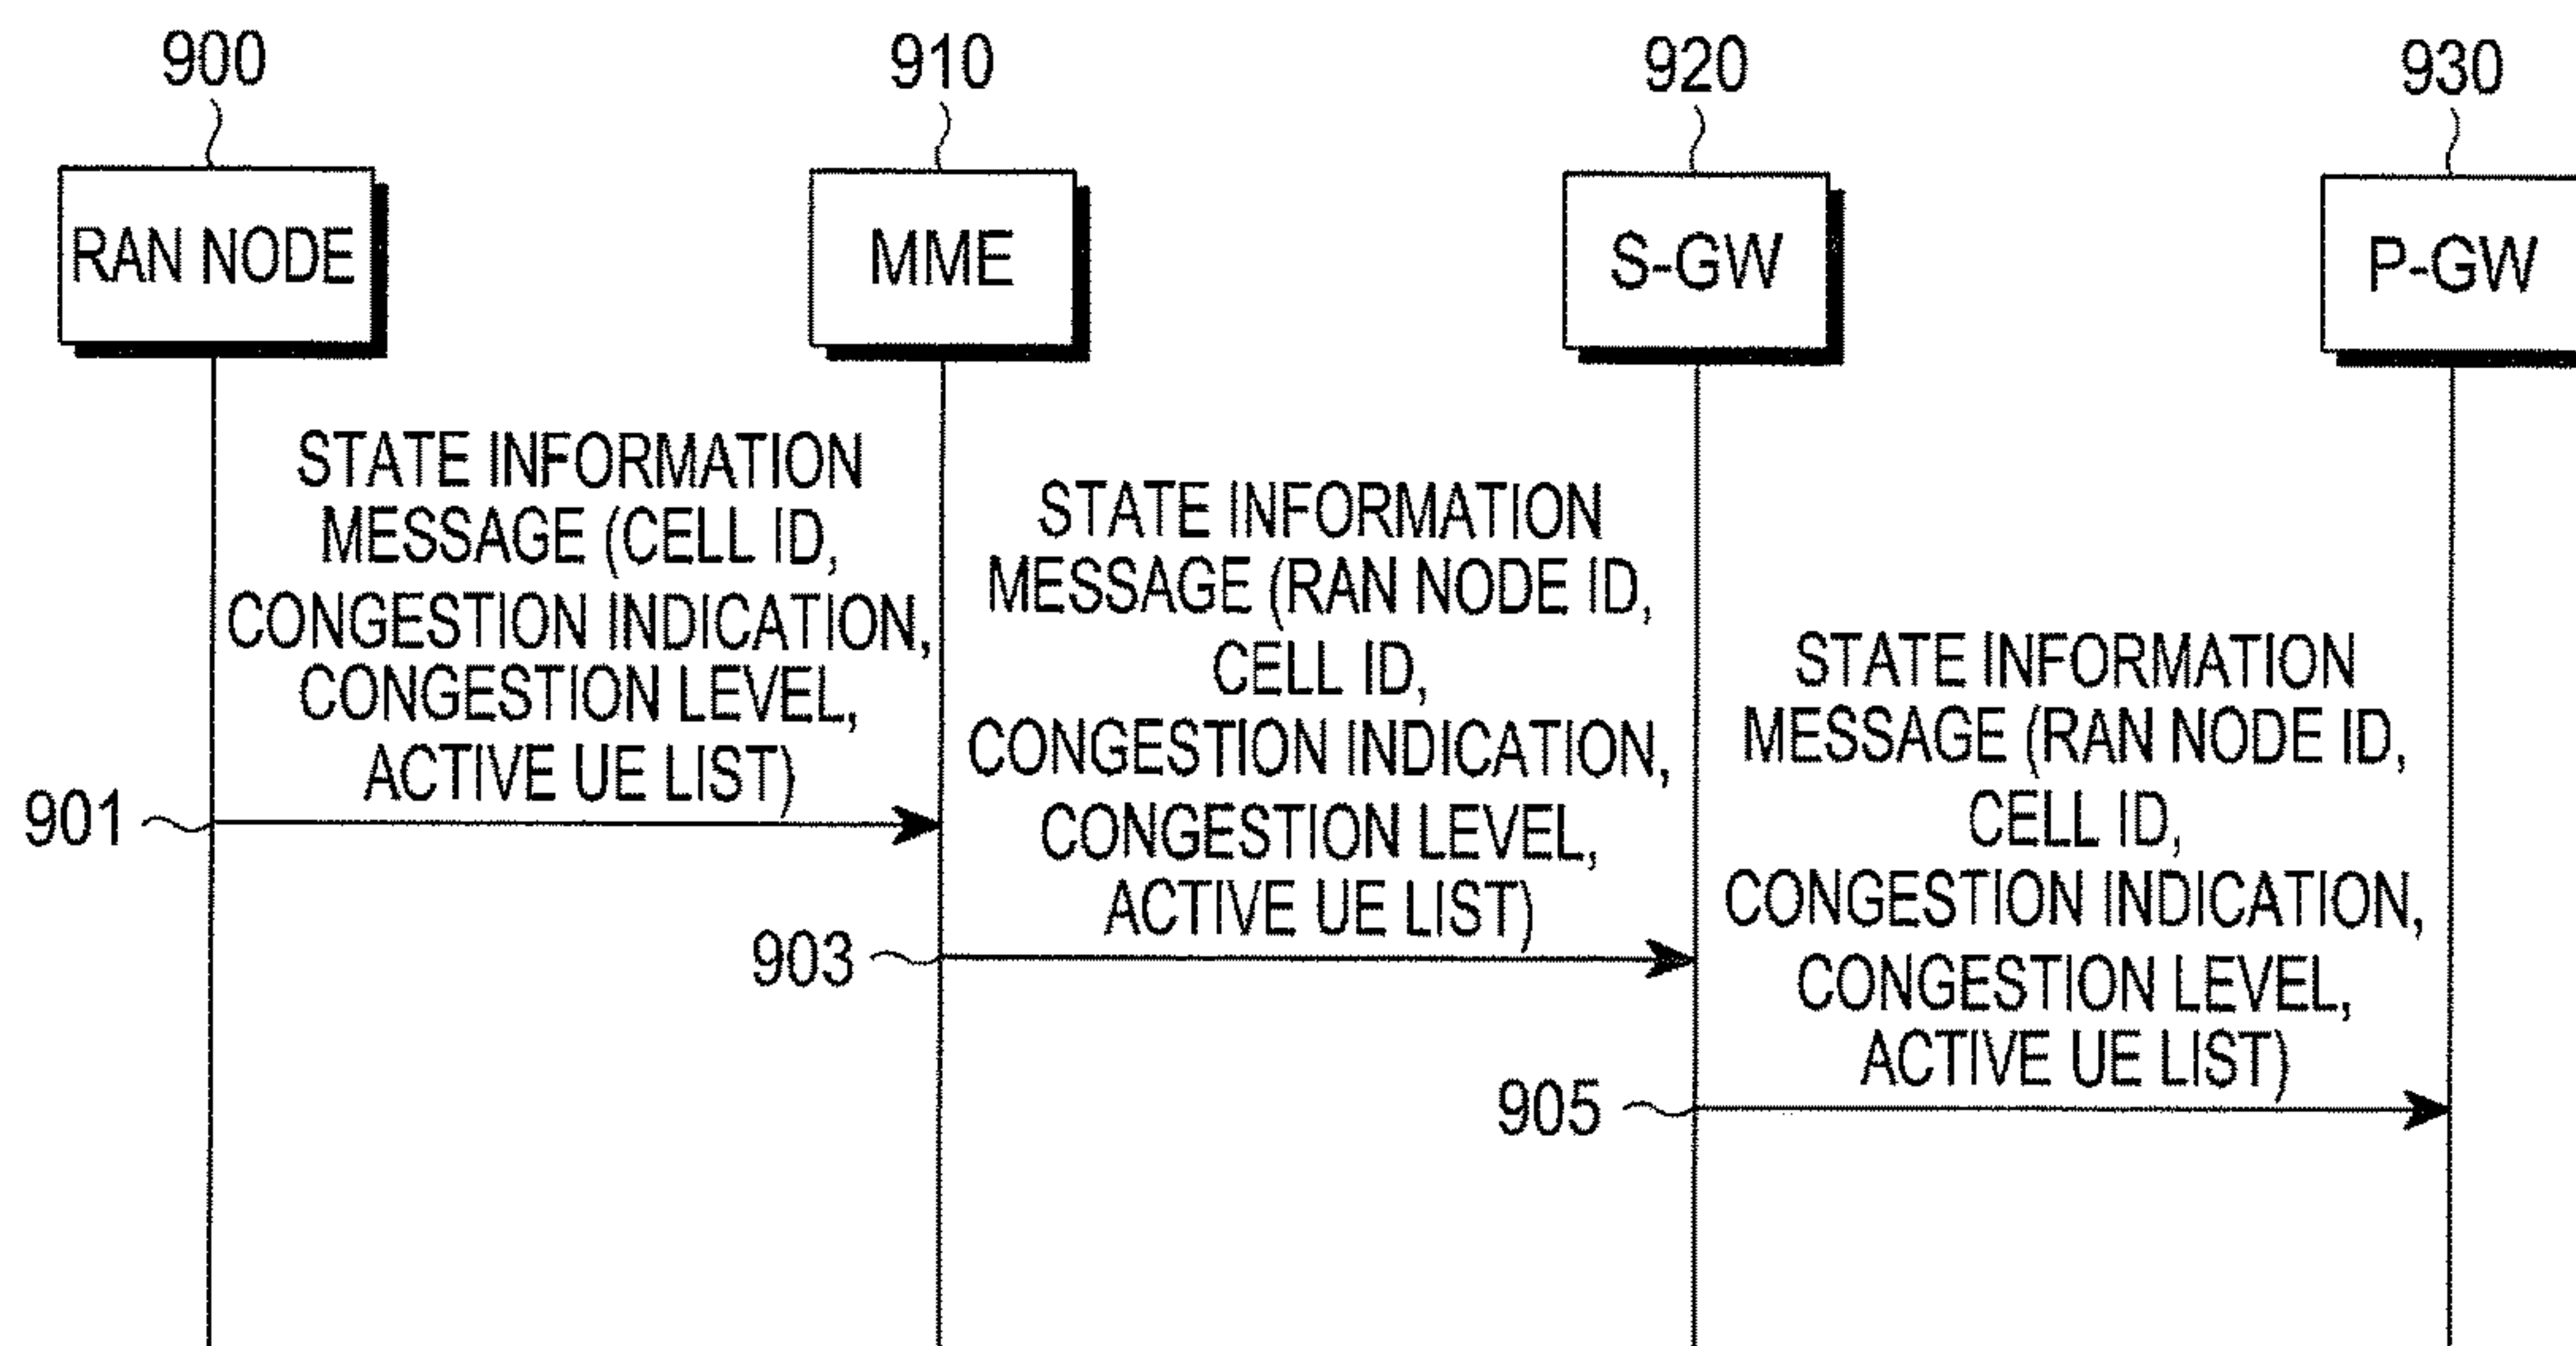 900
910
920
930
RAN NODE
MME
S-GW
P-GW
STATE INFORMATION
MESSAGE (CELL ID,
CONGESTION INDICATION,
CONGESTION LEVEL,
ACTIVE UE LIST)
901
STATE INFORMATION
MESSAGE (RAN NODE ID,
CELL ID,
CONGESTION INDICATION,
CONGESTION LEVEL,
ACTIVE UE LIST)
903
STATE INFORMATION
MESSAGE (RAN NODE ID,
CELL ID,
CONGESTION INDICATION,
CONGESTION LEVEL,
ACTIVE UE LIST)
905